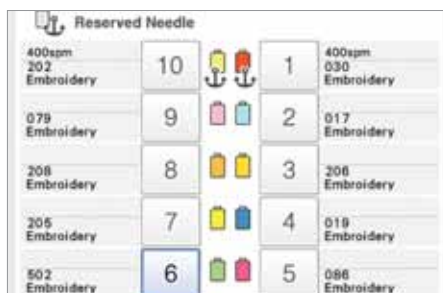 Reserved Needle
400spm
202
Embroidery
10
1
400spm
030
Embroidery
079
Embroidery
9
2
017
Embroidery
208
Embroidery
8
3
206
Embroidery
205
Embroidery
7
4
019
Embroidery
502
Embroidery
6
5
086
Embroidery